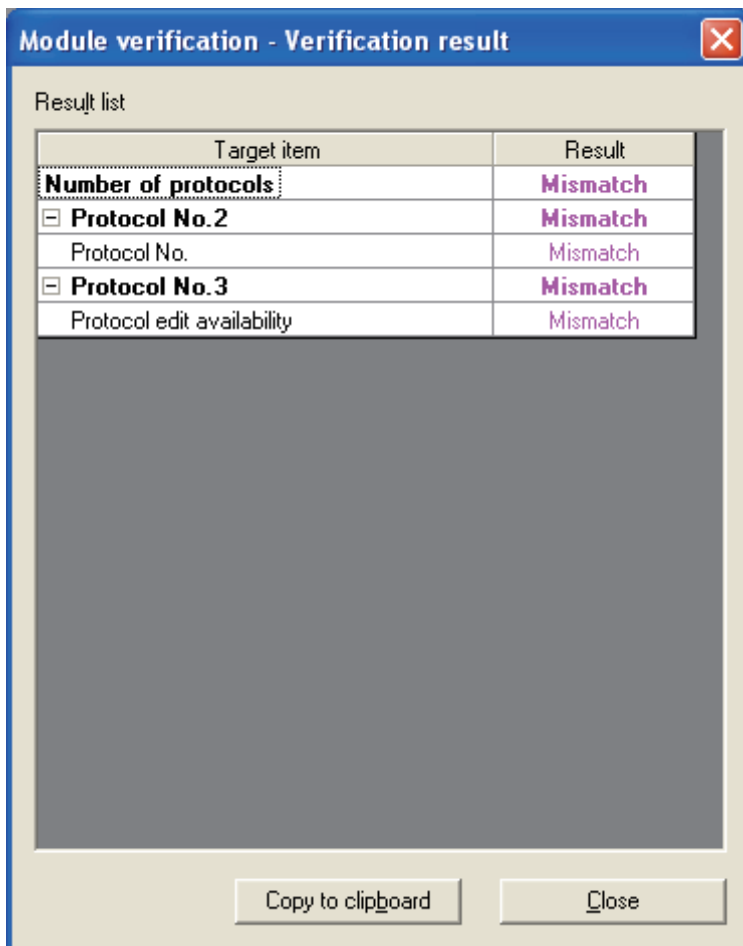 Module verification - Verification result
Result list
Target item Result
Number of protocols Mismatch
Protocol No.2 Mismatch
Protocol No. Mismatch
Protocol No.3 Mismatch
Protocol edit availability Mismatch
Copy to clipboard Close